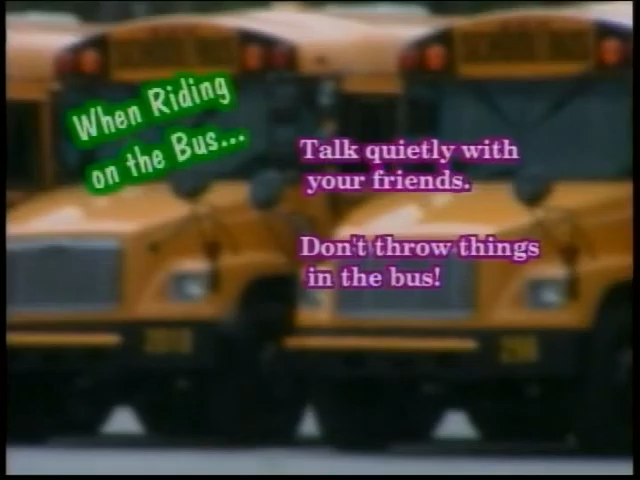 When Riding
on the Bus...
Talk quietly with
your friends.
Don't throw things
in the bus!